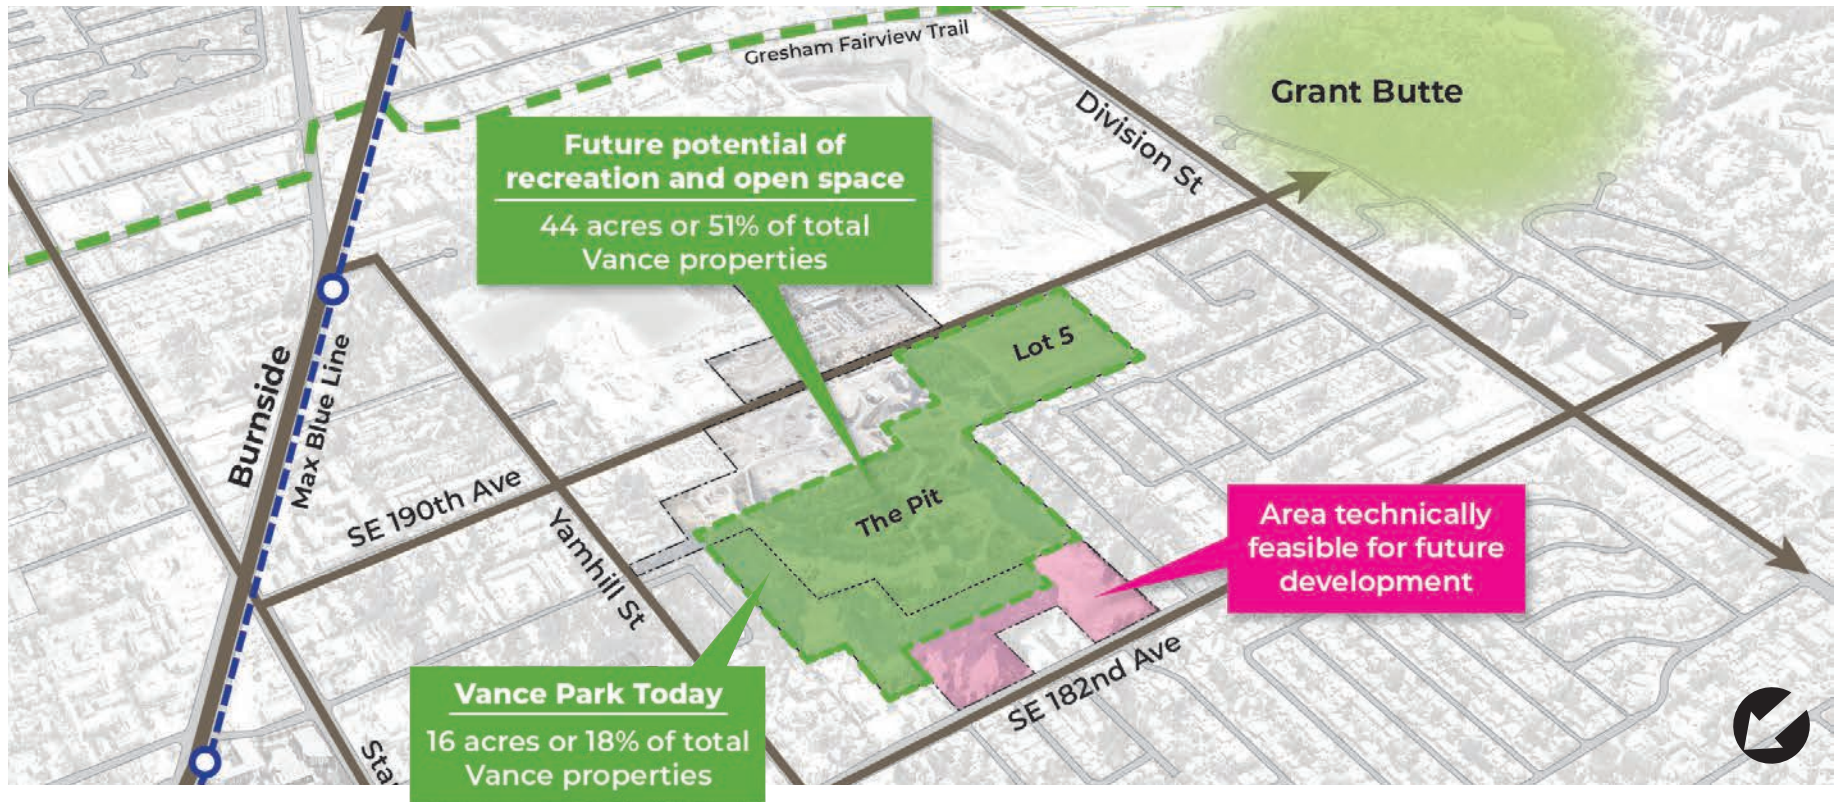 Gresham Fairview Trail
Grant Butte
Division St
Future potential of
recreation and open space
44 acres or 51% of total
Vance properties
Lot 5
Burnside
Max Blue Line
SE 190th Ave
Yamhill St
The Pit
Area technically
feasible for future
development
SE 182nd Ave
Vance Park Today
16 acres or 18% of total
Vance properties
Sta